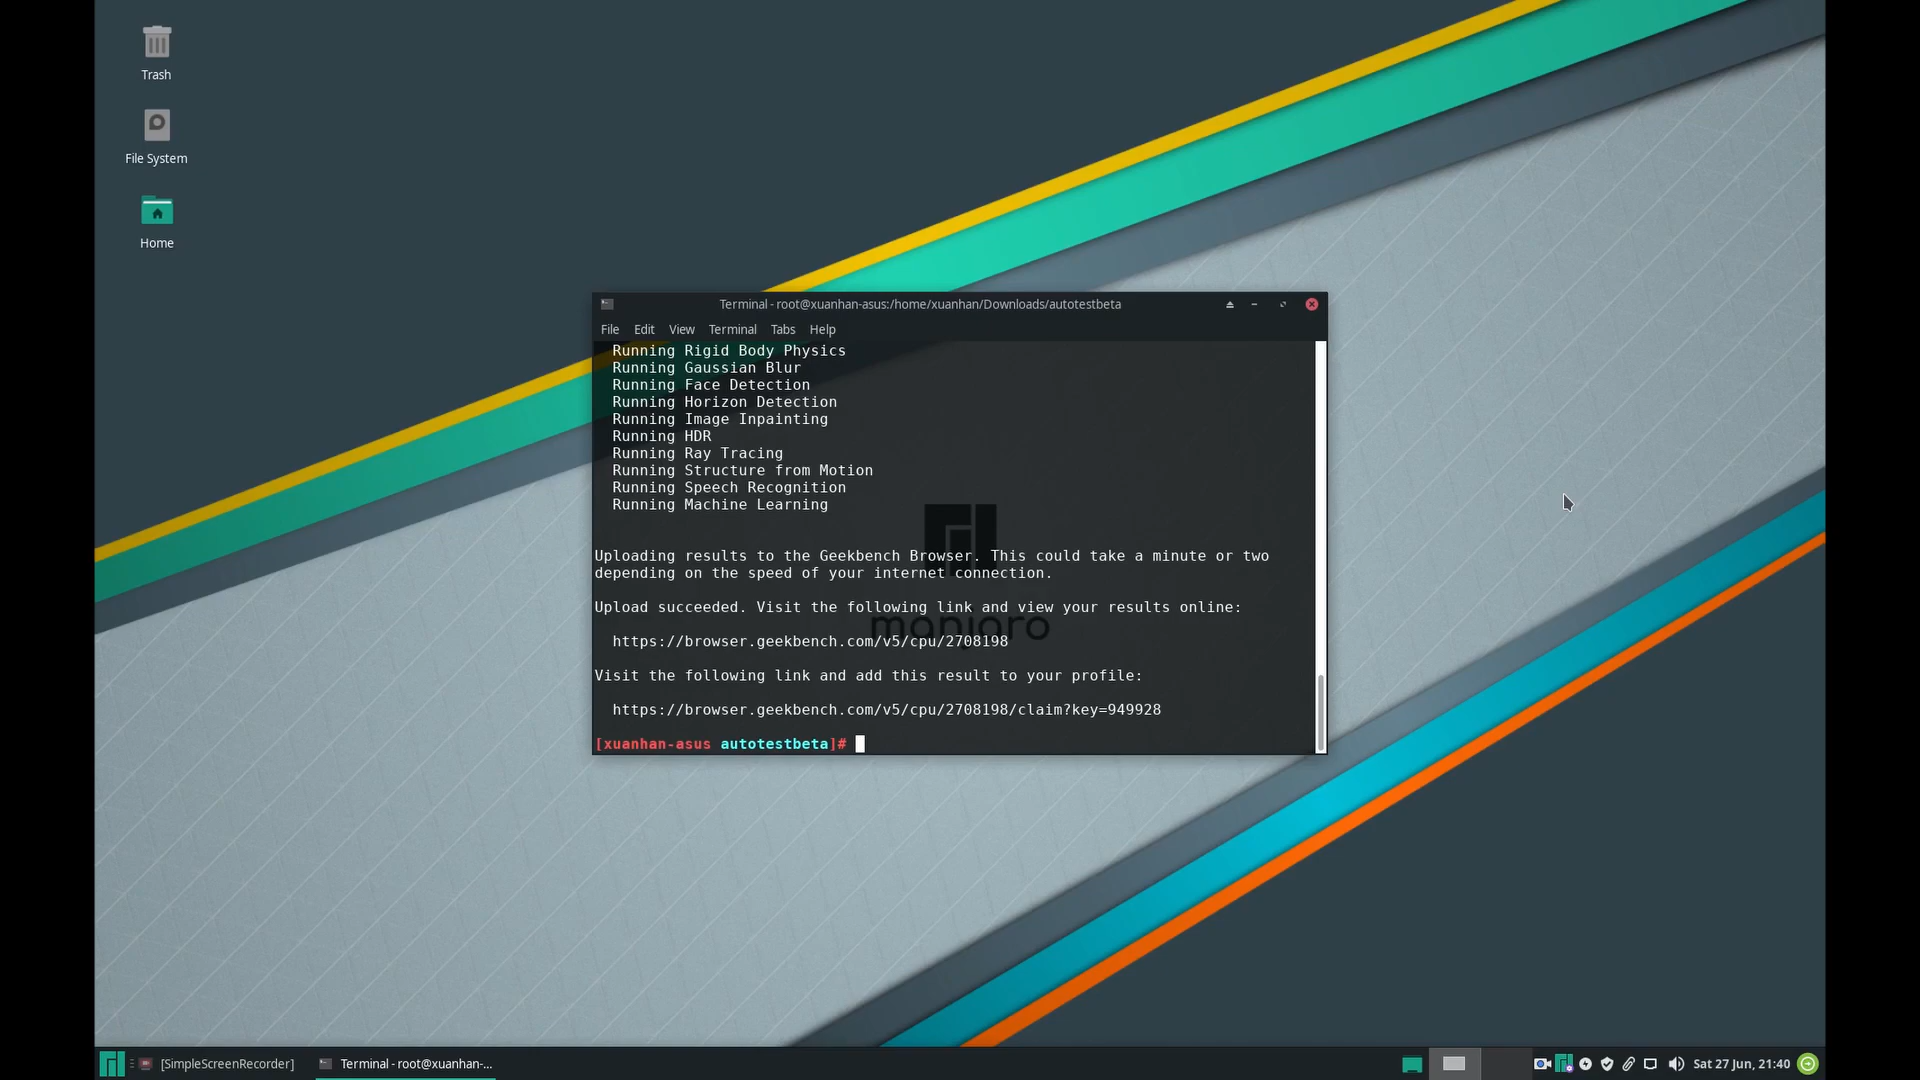 Trash
File System
Home
Terminal - root@xuanhan-asus:/home/xuanhan/Downloads/autotestbeta
File Edit View Terminal Tabs Help
Running Rigid Body Physics
Running Gaussian Blur
Running Face Detection
Running Horizon Detection
Running Image Inpainting
Running HDR
Running Ray Tracing
Running Structure from Motion
Running Speech Recognition
Running Machine Learning
Uploading results to the Geekbench Browser. This could take a minute or two
depending on the speed of your internet connection.
Upload succeeded. Visit the following link and view your results online:
manjaro
https://browser.geekbench.com/v5/cpu/2708198
Visit the following link and add this result to your profile:
https://browser.geekbench.com/v5/cpu/2708198/claim?key=949928
[xuanhan-asus autotestbeta]#
[SimpleScreenRecorder] Terminal - root@xuanhan-... Sat 27 Jun, 21:40